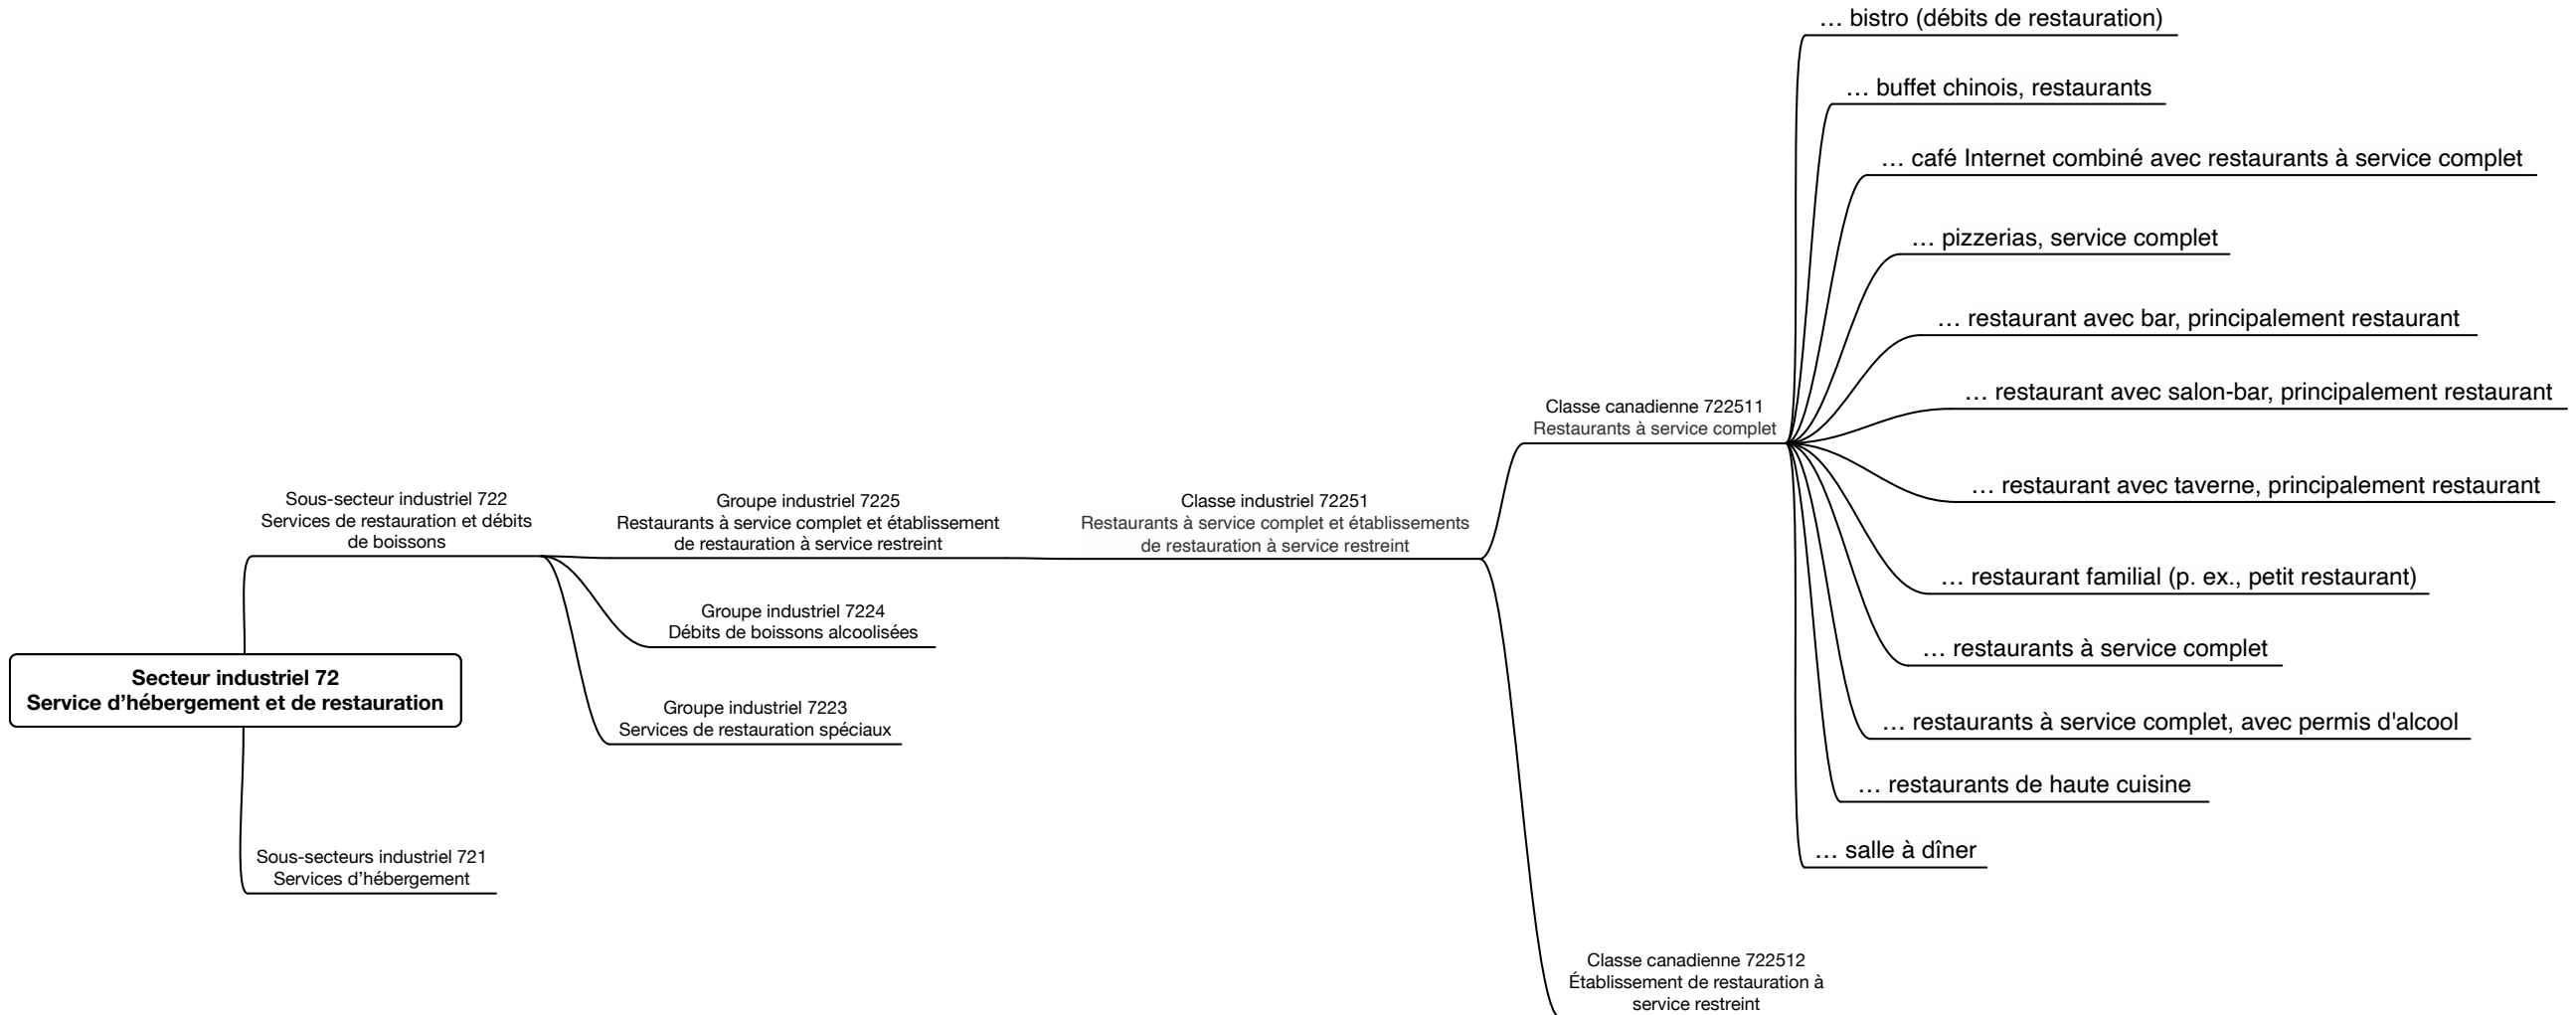 Secteur industriel 72
Service d’hébergement et de restauration
Sous-secteur industriel 722
Services de restauration et débits
de boissons
Groupe industriel 7225
Restaurants à service complet et établissement
de restauration à service restreint
Classe industriel 72251
Restaurants à service complet et établissements
de restauration à service restreint
Classe canadienne 722511
Restaurants à service complet
… bistro (débits de restauration)
… buffet chinois, restaurants
… café Internet combiné avec restaurants à service complet
… pizzerias, service complet
… restaurant avec bar, principalement restaurant
… restaurant avec salon-bar, principalement restaurant
… restaurant avec taverne, principalement restaurant
… restaurant familial (p. ex., petit restaurant)
… restaurants à service complet
… restaurants à service complet, avec permis d'alcool
… restaurants de haute cuisine
… salle à dîner
Classe canadienne 722512
Établissement de restauration à
service restreint
Groupe industriel 7224
Débits de boissons alcoolisées
Groupe industriel 7223
Services de restauration spéciaux
Sous-secteurs industriel 721
Services d’hébergement